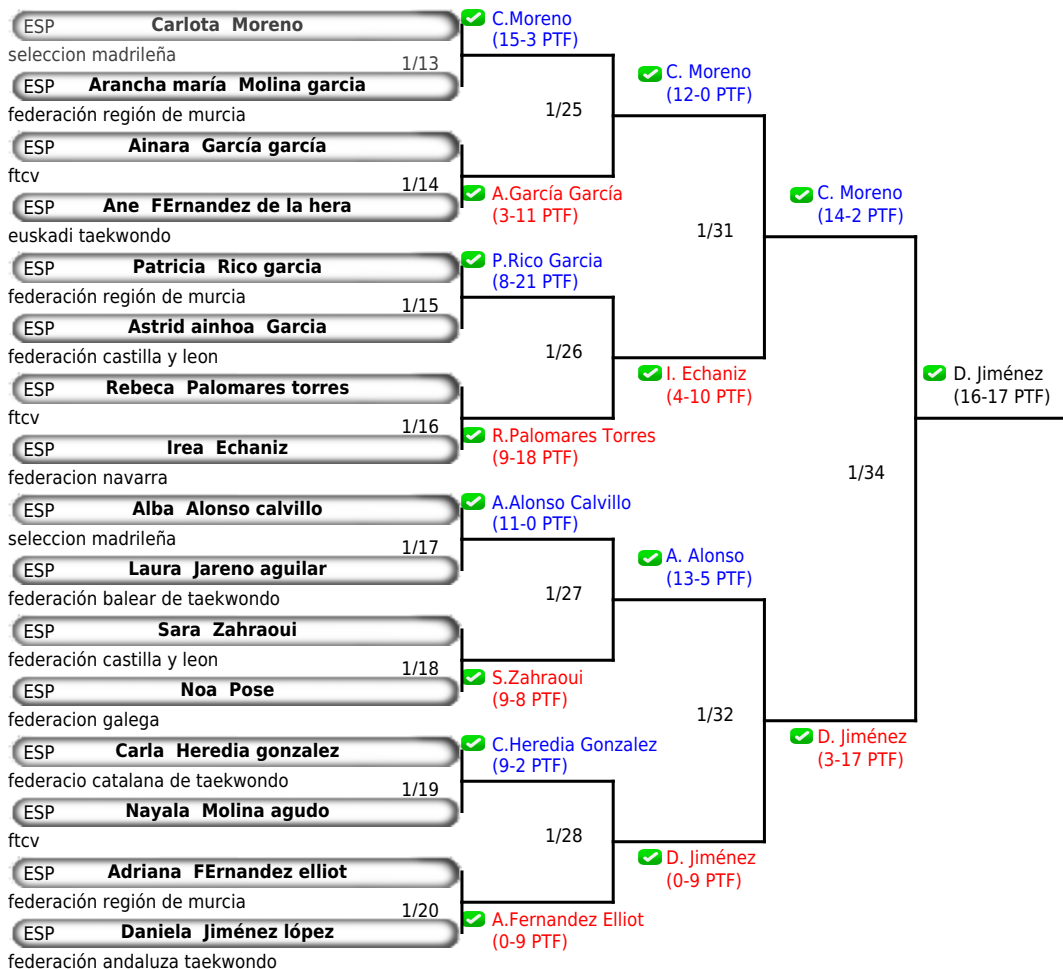 ESP Carlota Moreno
seleccion madrileña
1/13
ESP Arancha maría Molina garcia
federación región de murcia
ESP Ainara García garcía
ftcv
1/14
ESP Ane FErnandez de la hera
euskadi taekwondo
ESP Patricia Rico garcia
federación región de murcia
1/15
ESP Astrid ainhoa Garcia
federación castilla y leon
ESP Rebeca Palomares torres
ftcv
1/16
ESP Irea Echaniz
federacion navarra
ESP Alba Alonso calvillo
seleccion madrileña
1/17
ESP Laura Jareno aguilar
federación balear de taekwondo
ESP Sara Zahraoui
federación castilla y leon
1/18
ESP Noa Pose
federacion galega
ESP Carla Heredia gonzalez
federacio catalana de taekwondo
1/19
ESP Nayala Molina agudo
ftcv
ESP Adriana FErnandez elliot
federación región de murcia
1/20
ESP Daniela Jiménez lópez
federación andaluza taekwondo
C.Moreno
(15-3 PTF)
1/25
A.García García
(3-11 PTF)
P.Rico Garcia
(8-21 PTF)
1/26
R.Palomares Torres
(9-18 PTF)
A.Alonso Calvillo
(11-0 PTF)
1/27
S.Zahraoui
(9-8 PTF)
C.Heredia Gonzalez
(9-2 PTF)
1/28
A.Fernandez Elliot
(0-9 PTF)
C. Moreno
(12-0 PTF)
1/31
I. Echaniz
(4-10 PTF)
A. Alonso
(13-5 PTF)
1/32
D. Jiménez
(0-9 PTF)
C. Moreno
(14-2 PTF)
1/34
D. Jiménez
(3-17 PTF)
D. Jiménez
(16-17 PTF)